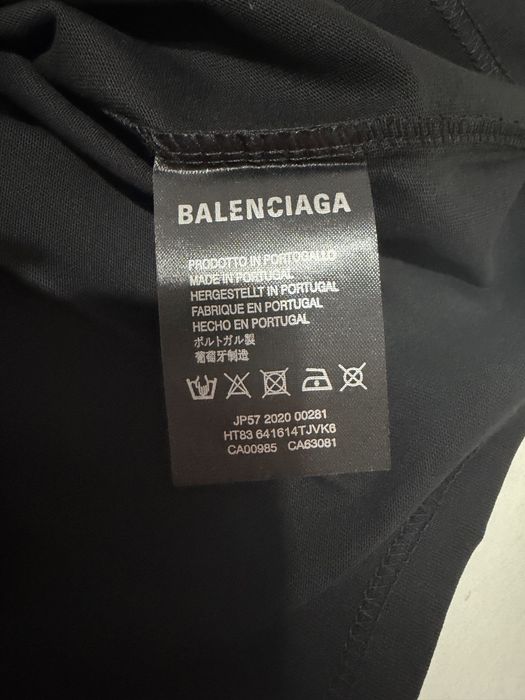 BALENCIAGA
PRODOTTO IN PORTOGALLO
MADE IN PORTUGAL
HERGESTELLT IN PORTUGAL
FABRIQUE EN PORTUGAL
HECHO EN PORTUGAL
ポルトガル製
葡萄牙制造
JP57 2020 00281
HT83 641614TJVK6
CA00985 CA63081